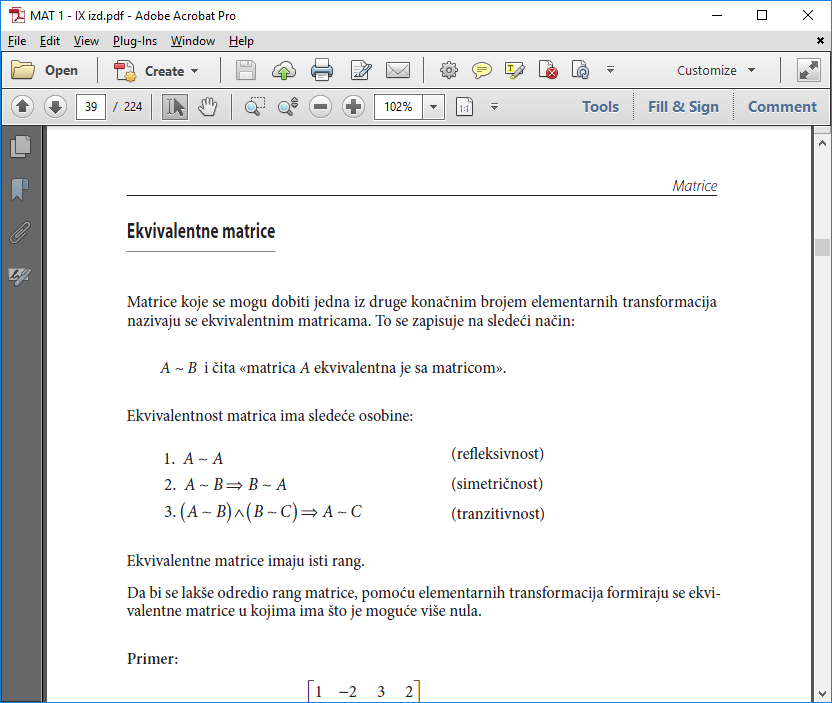 MAT 1 - IX izd.pdf - Adobe Acrobat Pro
File Edit View Plug-Ins Window Help
Open Create Customize
39 / 224 102% 1:1 Tools Fill & Sign Comment
Matrice
Ekvivalentne matrice
Matrice koje se mogu dobiti jedna iz druge konačnim brojem elementarnih transformacija
nazivaju se ekvivalentnim matricama. To se zapisuje na sledeći način:
A ~ B i čita «matrica A ekvivalentna je sa matricom».
Ekvivalentnost matrica ima sledeće osobine:
1. A ~ A (refleksivnost)
2. A ~ B ⇒ B ~ A (simetričnost)
3. (A ~ B) ∧ (B ~ C) ⇒ A ~ C (tranzitivnost)
Ekvivalentne matrice imaju isti rang.
Da bi se lakše odredio rang matrice, pomoću elementarnih transformacija formiraju se ekvi-
valentne matrice u kojima ima što je moguće više nula.
Primer:
1 −2 3 2